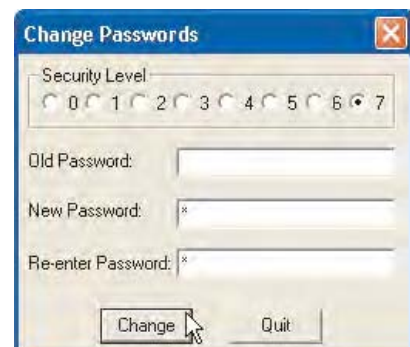 Change Passwords
Security Level
0 1 2 3 4 5 6 7
Old Password:
New Password: *
Re-enter Password: *
Change Quit